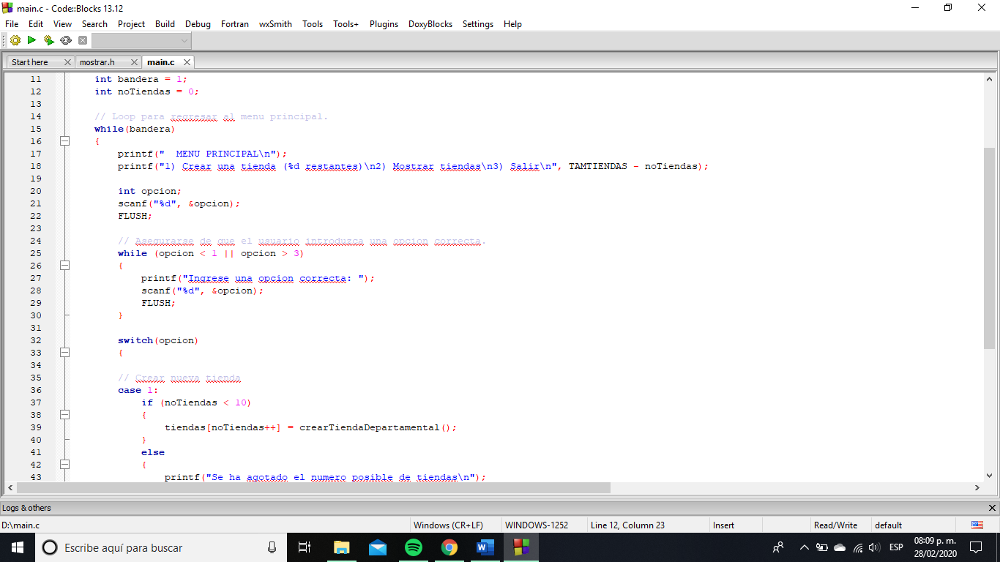 main.c - Code::Blocks 13.12
File Edit View Search Project Build Debug Fortran wxSmith Tools Tools+ Plugins DoxyBlocks Settings Help
Start here mostrar.h main.c
11 int bandera = 1;
12 int noTiendas = 0;
13
14 // Loop para regresar al menu principal.
15 while(bandera)
16 {
17 printf("  MENU PRINCIPAL\n");
18 printf("1) Crear una tienda (%d restantes)\n2) Mostrar tiendas\n3) Salir\n", TAMTIENDAS - noTiendas);
19
20 int opcion;
21 scanf("%d", &opcion);
22 FLUSH;
23
24 // Asegurarse de que el usuario introduzca una opcion correcta.
25 while (opcion < 1 || opcion > 3)
26 {
27 printf("Ingrese una opcion correcta: ");
28 scanf("%d", &opcion);
29 FLUSH;
30 }
31
32 switch(opcion)
33 {
34
35 // Crear nueva tienda
36 case 1:
37 if (noTiendas < 10)
38 {
39 tiendas[noTiendas++] = crearTiendaDepartamental();
40 }
41 else
42 {
43 printf("Se ha agotado el numero posible de tiendas\n");
Logs & others
D:\main.c Windows (CR+LF) WINDOWS-1252 Line 12, Column 23 Insert Read/Write default
Escribe aquí para buscar
ESP
08:09 p. m.
28/02/2020